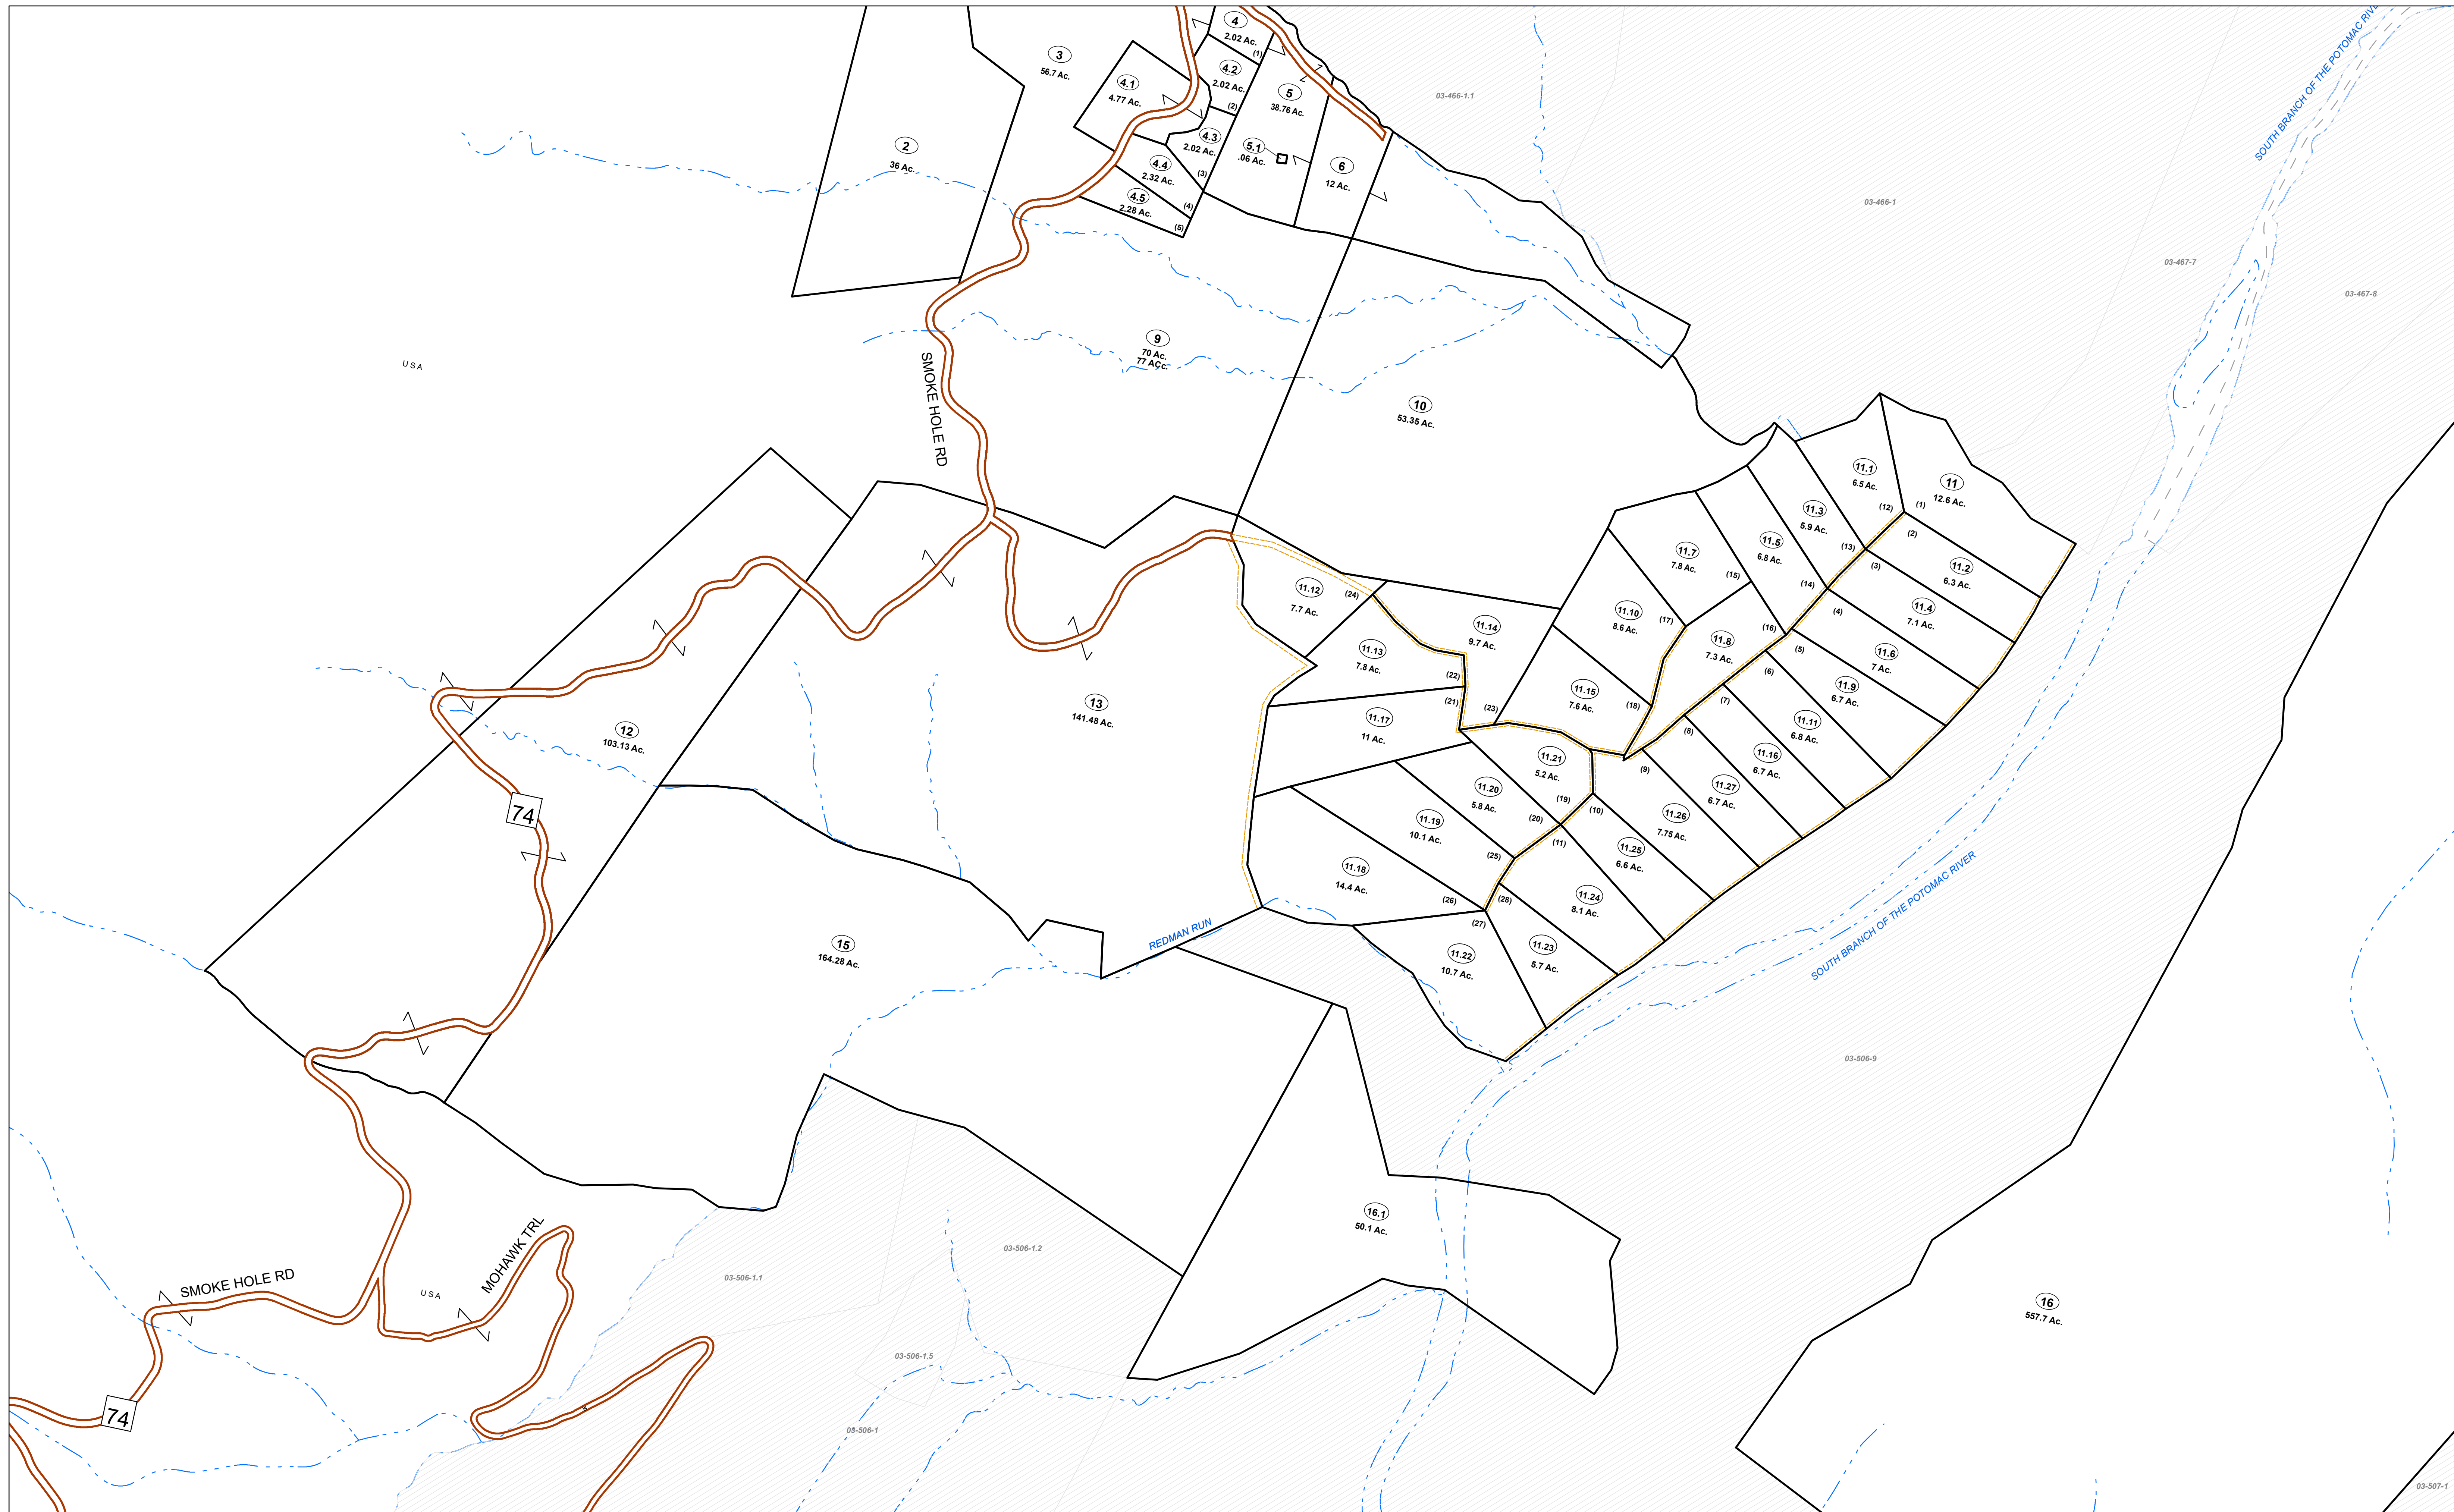 SOUTH BRANCH OF THE POTOMAC RIVE
4
2.02 Ac.
(1)
3
56.7 Ac.
4.1
4.77 Ac.
4.2
2.02 Ac.
(2)
5
38.76 Ac.
03-466-1.1
2
36 Ac.
4.3
2.02 Ac.
(3)
5.1
.06 Ac.
6
12 Ac.
4.4
2.32 Ac.
(4)
4.5
2.28 Ac.
(5)
03-466-1
03-467-7
03-467-8
USA
SMOKE HOLE RD
9
70 Ac.
10
53.35 Ac.
11.1
6.5 Ac.
(12)
11
12.6 Ac.
(1)
11.3
5.9 Ac.
(13)
(2)
11.5
6.8 Ac.
(14)
11.7
7.8 Ac.
(15)
11.2
6.3 Ac.
(3)
11.12
7.7 Ac.
(24)
11.10
8.6 Ac.
(17)
11.4
7.1 Ac.
(4)
11.14
9.7 Ac.
11.8
7.3 Ac.
(16)
11.6
7 Ac.
(5)
11.13
7.8 Ac.
(22)
11.9
6.7 Ac.
(6)
11.15
7.6 Ac.
(18)
13
141.48 Ac.
(21)
(23)
11.17
11 Ac.
11.11
6.8 Ac.
(7)
12
103.13 Ac.
11.21
5.2 Ac.
(19)
11.16
6.7 Ac.
(8)
74
11.20
5.8 Ac.
(20)
(9)
11.27
6.7 Ac.
(10)
11.26
7.75 Ac.
11.19
10.1 Ac.
(25)
(11)
11.25
6.6 Ac.
11.18
14.4 Ac.
(26)
(28)
11.24
8.1 Ac.
SOUTH BRANCH OF THE POTOMAC RIVER
REDMAN RUN
(27)
15
164.28 Ac.
11.22
10.7 Ac.
11.23
5.7 Ac.
03-506-9
16.1
50.1 Ac.
03-506-1.2
MOHAWK TRL
03-506-1.1
SMOKE HOLE RD
USA
16
557.7 Ac.
03-506-1.5
74
03-506-1
03-507-1